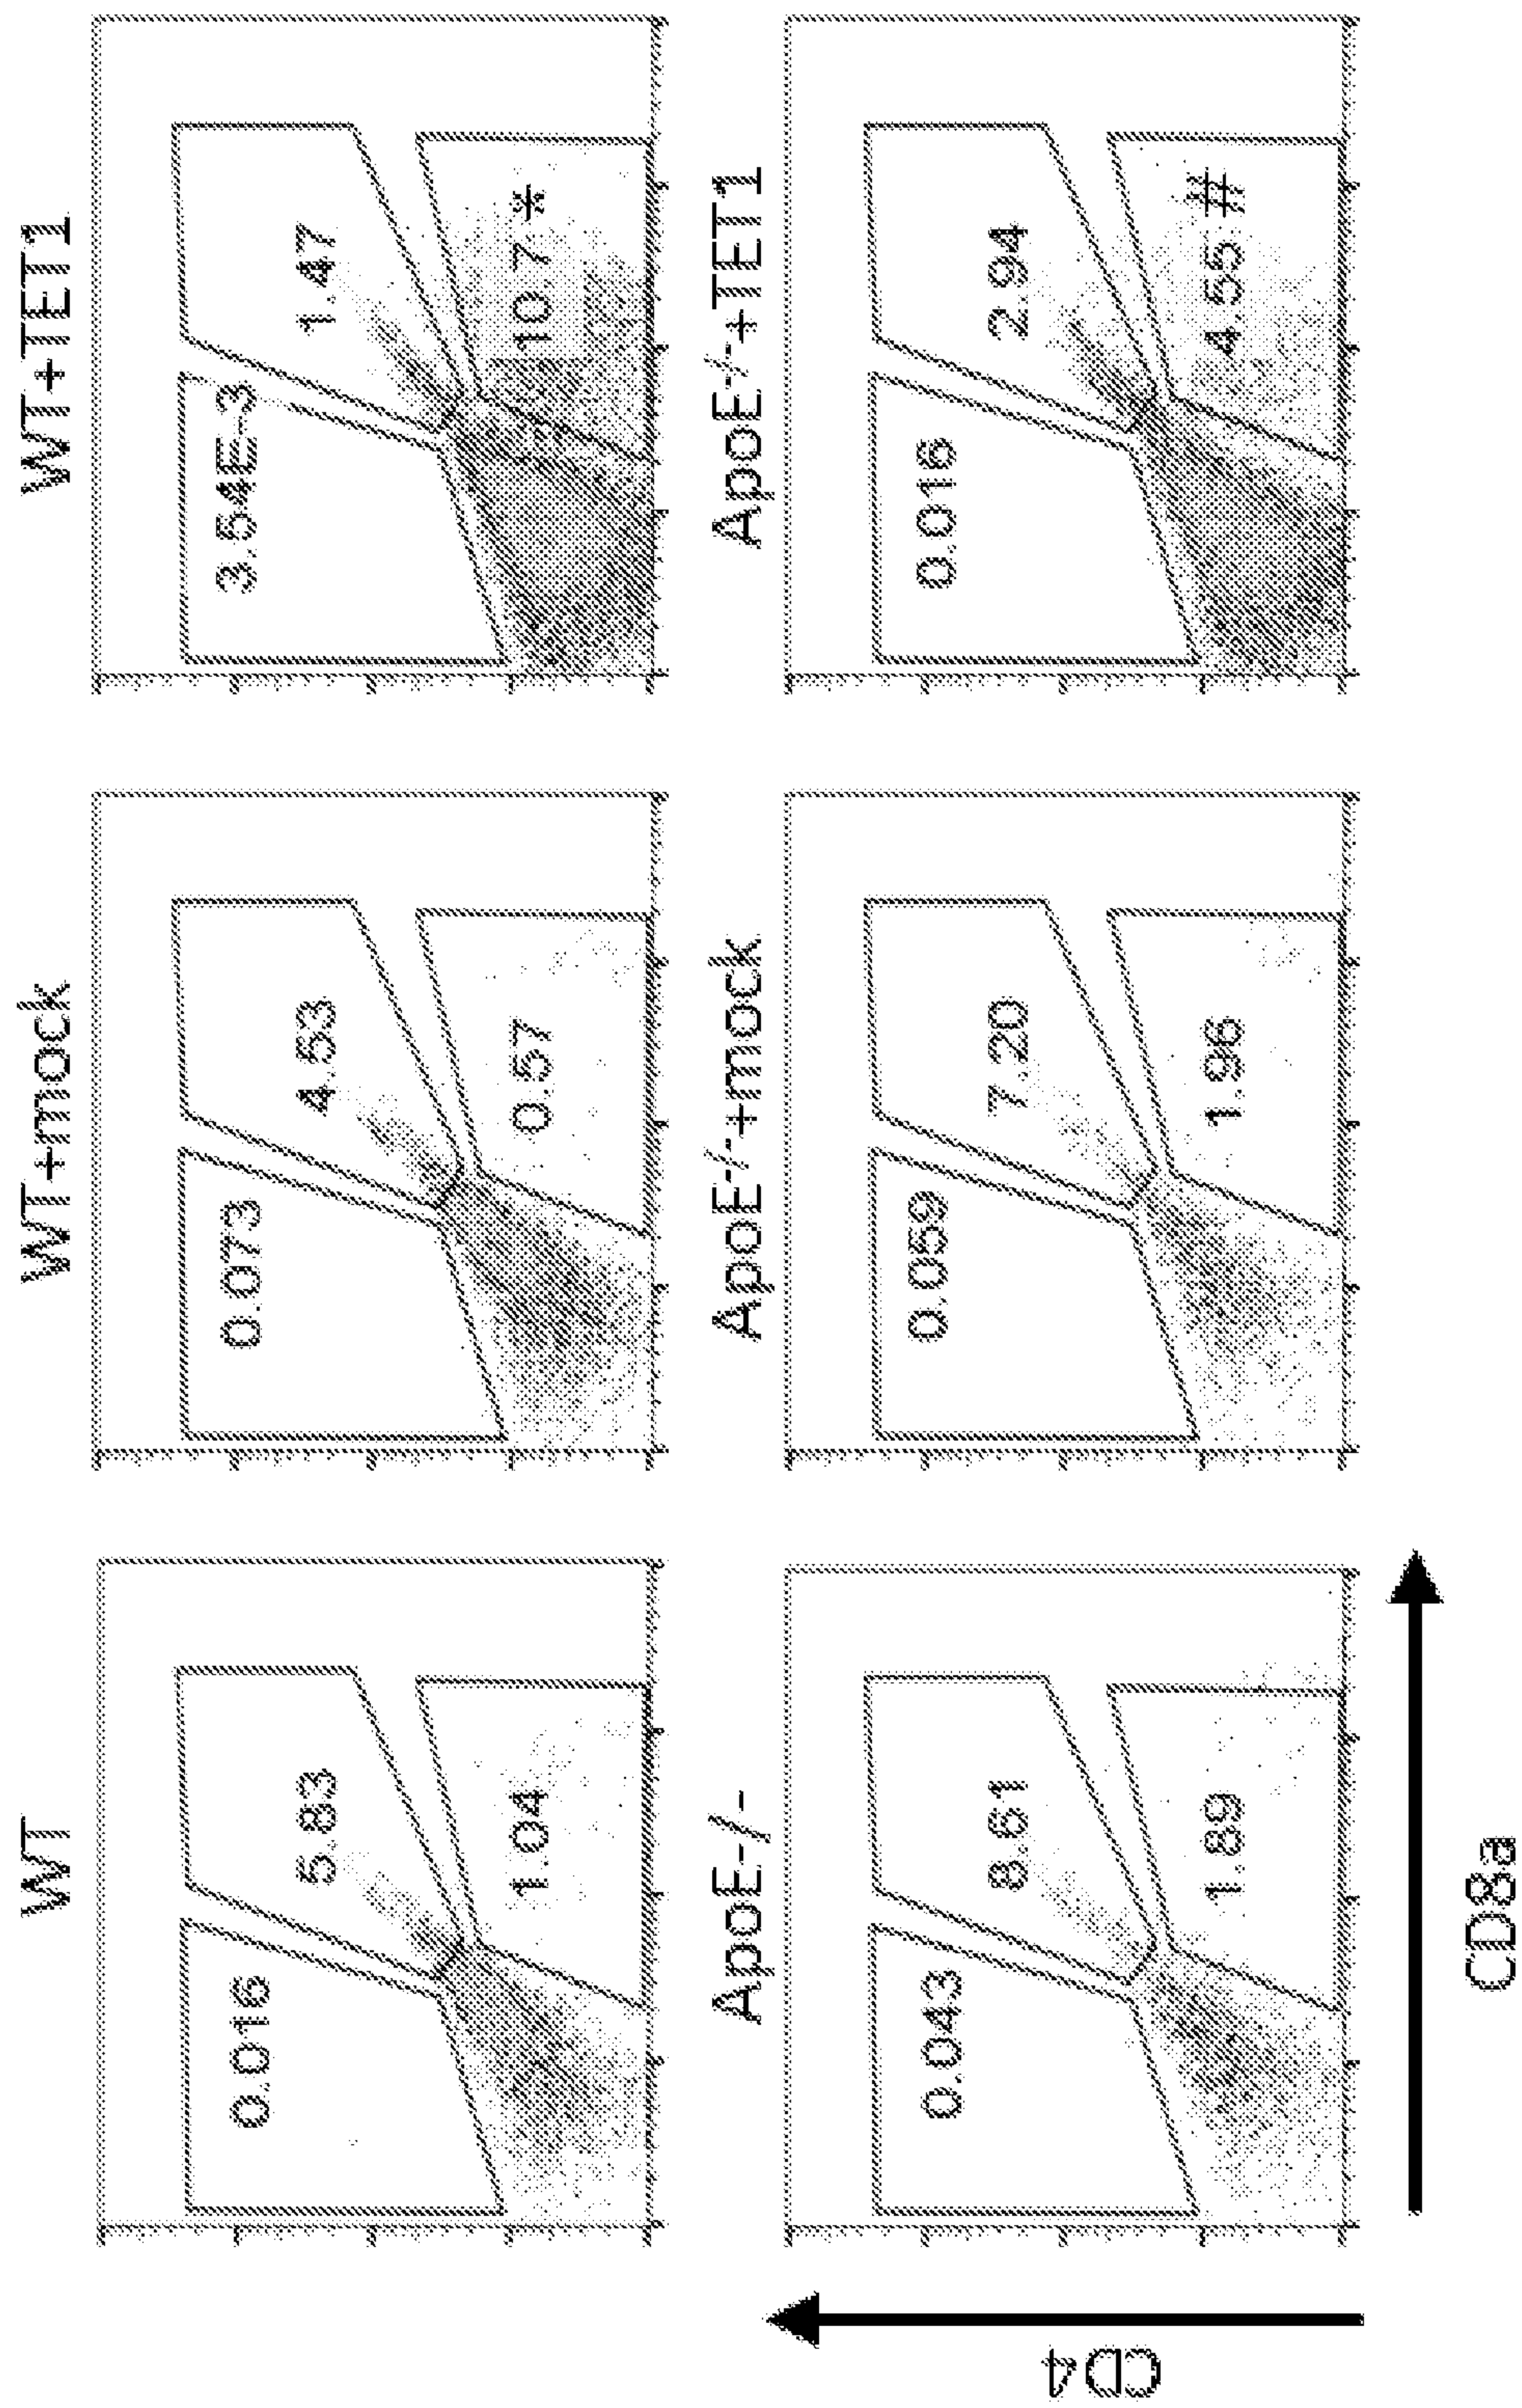 WT
WT+mock
WT+TET1
0.016
5.83
1.04
0.073
4.53
0.57
3.54E-3
1.47
10.7 *
ApoE-/-
ApoE-/-+mock
ApoE-/-+TET1
0.043
8.61
1.89
0.059
7.20
1.96
0.016
2.94
4.55 #
CD4
CD8a